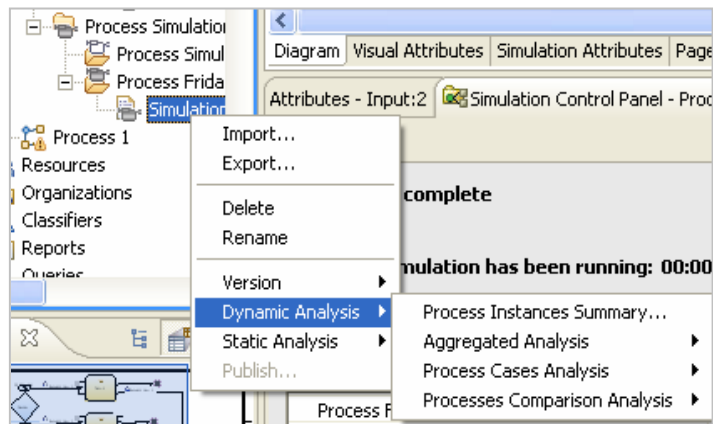 Process Simulation
Process Simul
Process Frida
Simulation
Process 1
Resources
Organizations
Classifiers
Reports
Queries
Diagram Visual Attributes Simulation Attributes Page
Attributes - Input:2 Simulation Control Panel - Proc
complete
mulation has been running: 00:00
Import...
Export...
Delete
Rename
Version
Dynamic Analysis
Static Analysis
Publish...
Process Instances Summary...
Aggregated Analysis
Process Cases Analysis
Processes Comparison Analysis
Process F